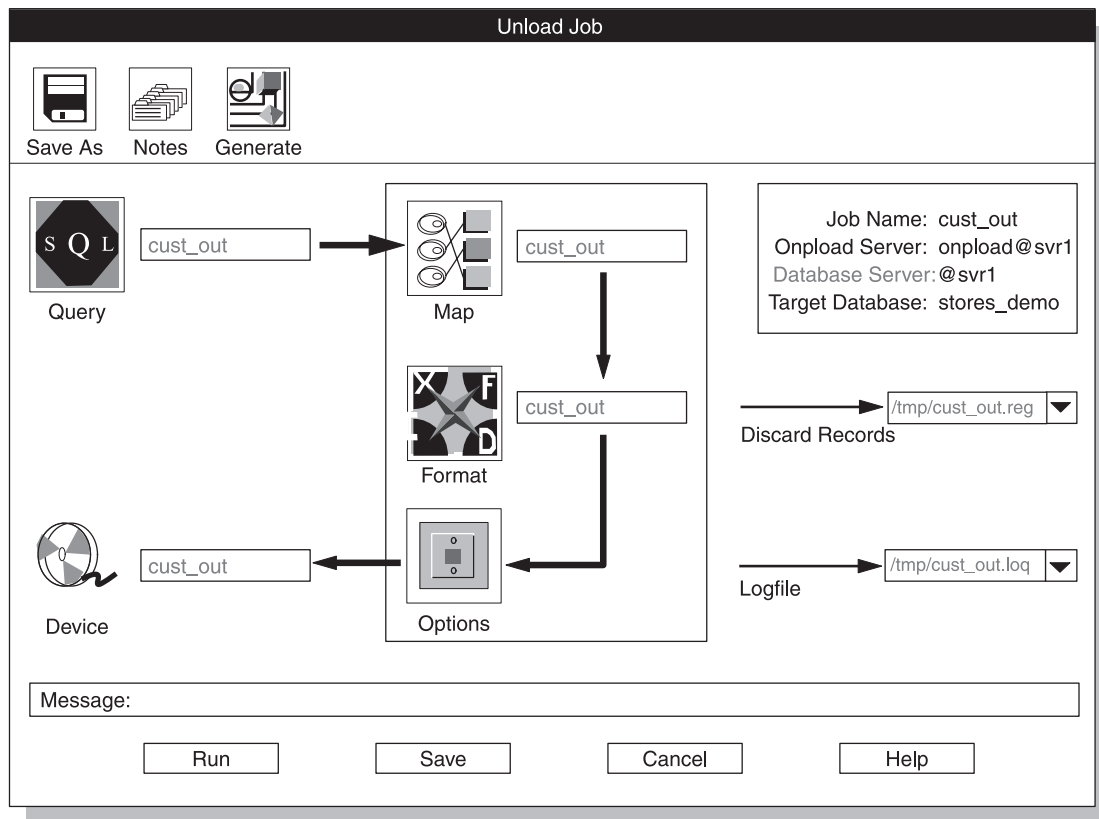 Unload Job
Save As
Notes
Generate
S Q L
cust_out
Query
cust_out
Map
Job Name: cust_out
Onpload Server: onpload@svr1
Database Server: @svr1
Target Database: stores_demo
X F
D
cust_out
Format
/tmp/cust_out.reg
Discard Records
cust_out
Device
Options
/tmp/cust_out.loq
Logfile
Message:
Run
Save
Cancel
Help